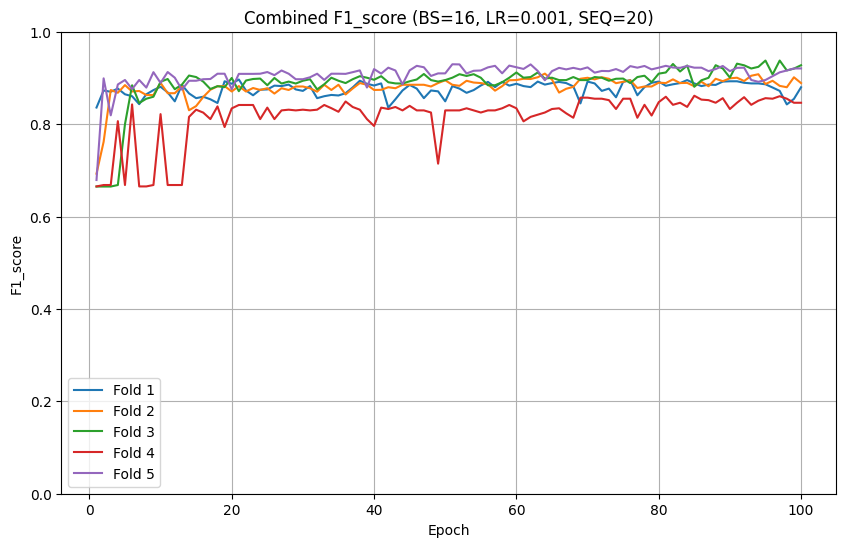 Combined F1_score (BS=16, LR=0.001, SEQ=20)
1.0
0.8
0.6
0.4
0.2
0.0
F1_score
Fold 1
Fold 2
Fold 3
Fold 4
Fold 5
0 20 40 60 80 100
Epoch